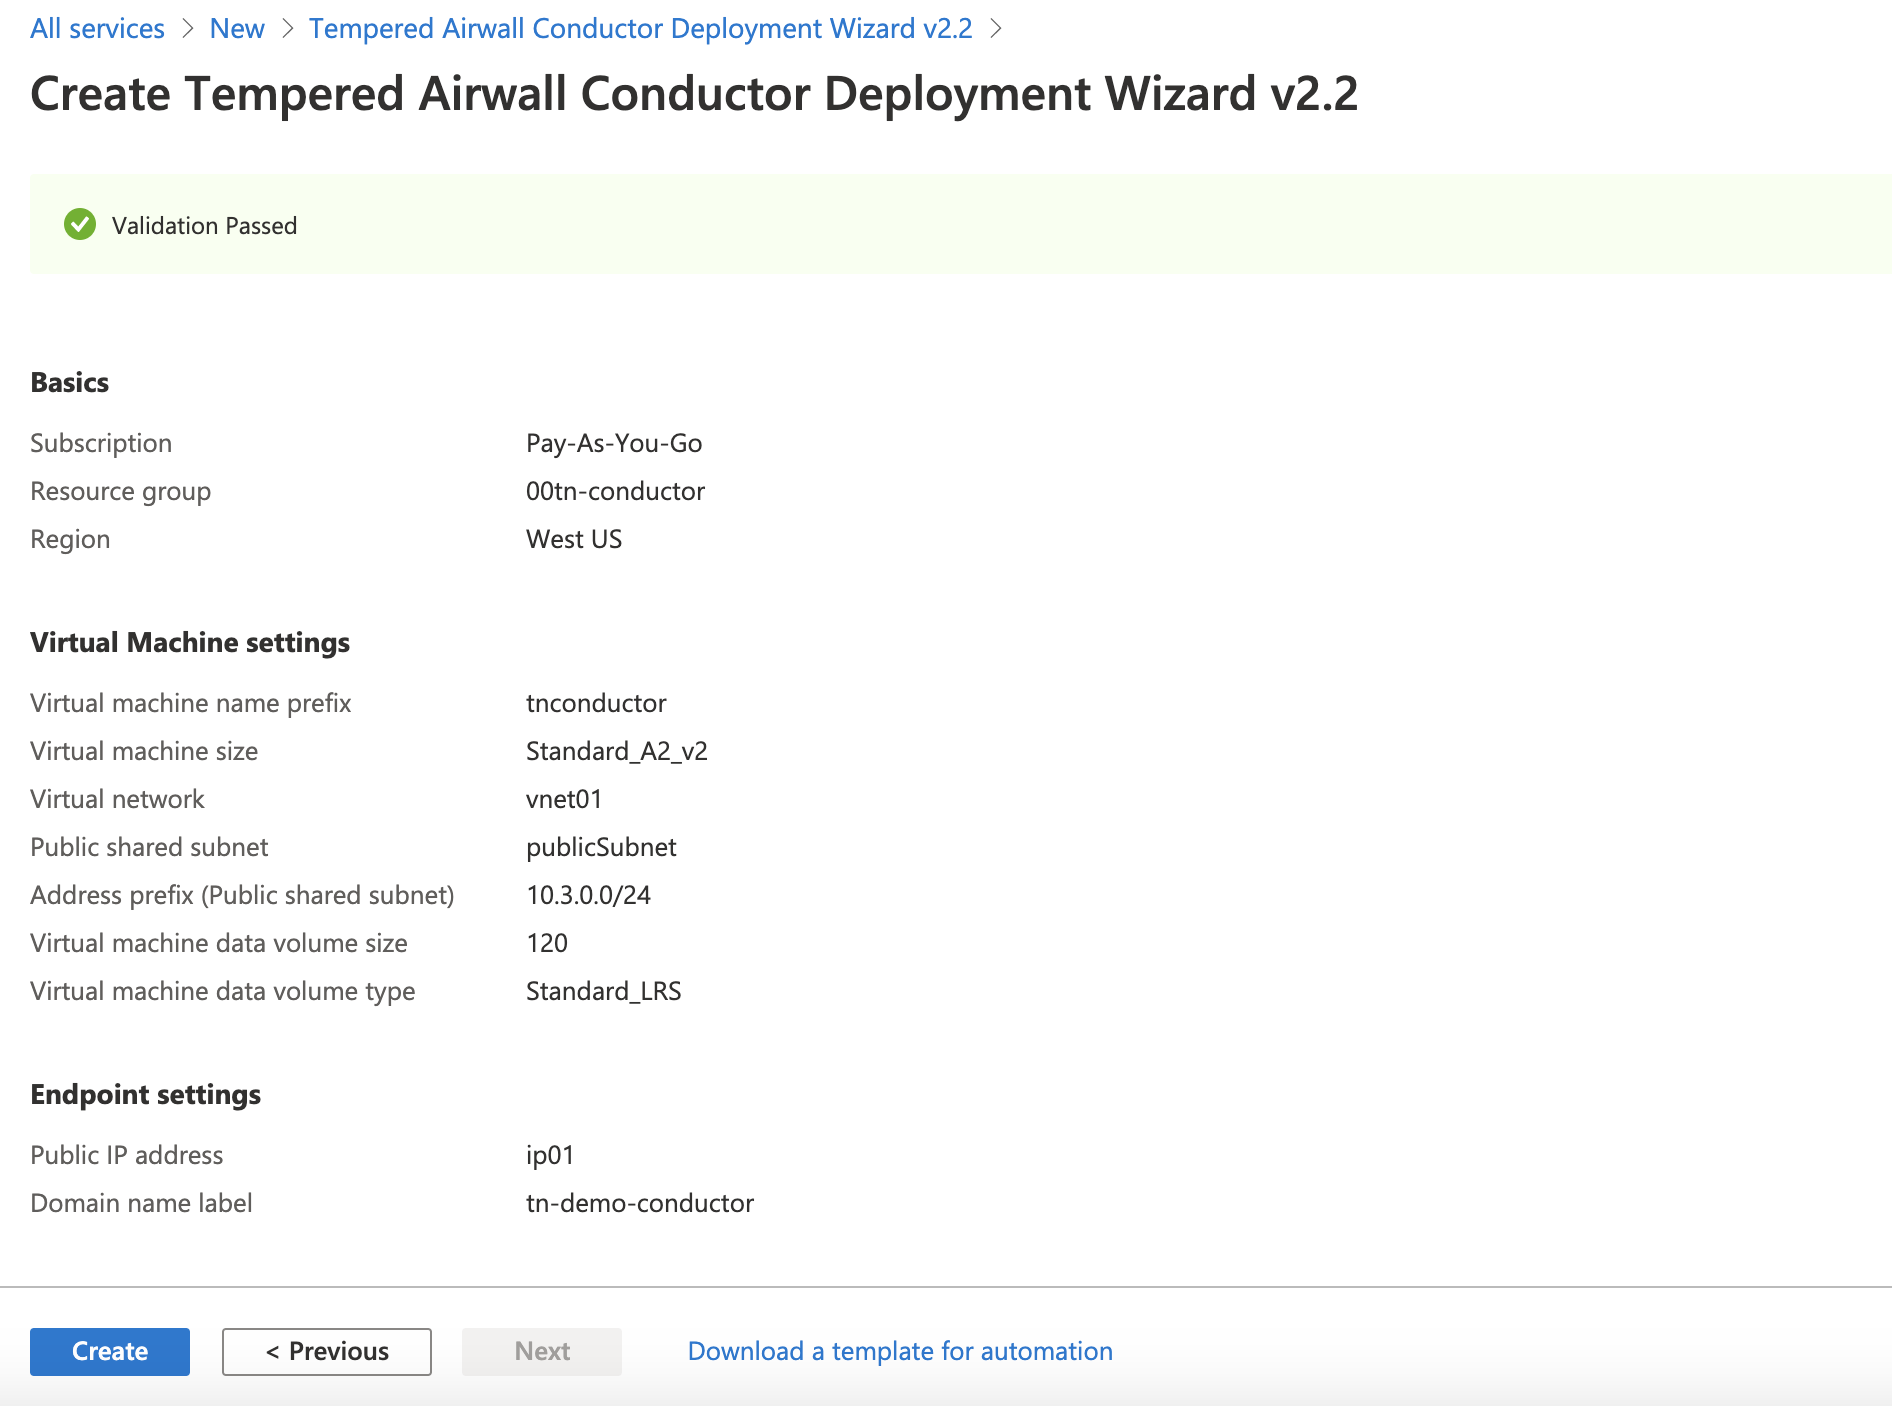 All services > New > Tempered Airwall Conductor Deployment Wizard v2.2 >
Create Tempered Airwall Conductor Deployment Wizard v2.2
Validation Passed
Basics
Subscription Pay-As-You-Go
Resource group 00tn-conductor
Region West US
Virtual Machine settings
Virtual machine name prefix tnconductor
Virtual machine size Standard_A2_v2
Virtual network vnet01
Public shared subnet publicSubnet
Address prefix (Public shared subnet) 10.3.0.0/24
Virtual machine data volume size 120
Virtual machine data volume type Standard_LRS
Endpoint settings
Public IP address ip01
Domain name label tn-demo-conductor
Create < Previous Next Download a template for automation